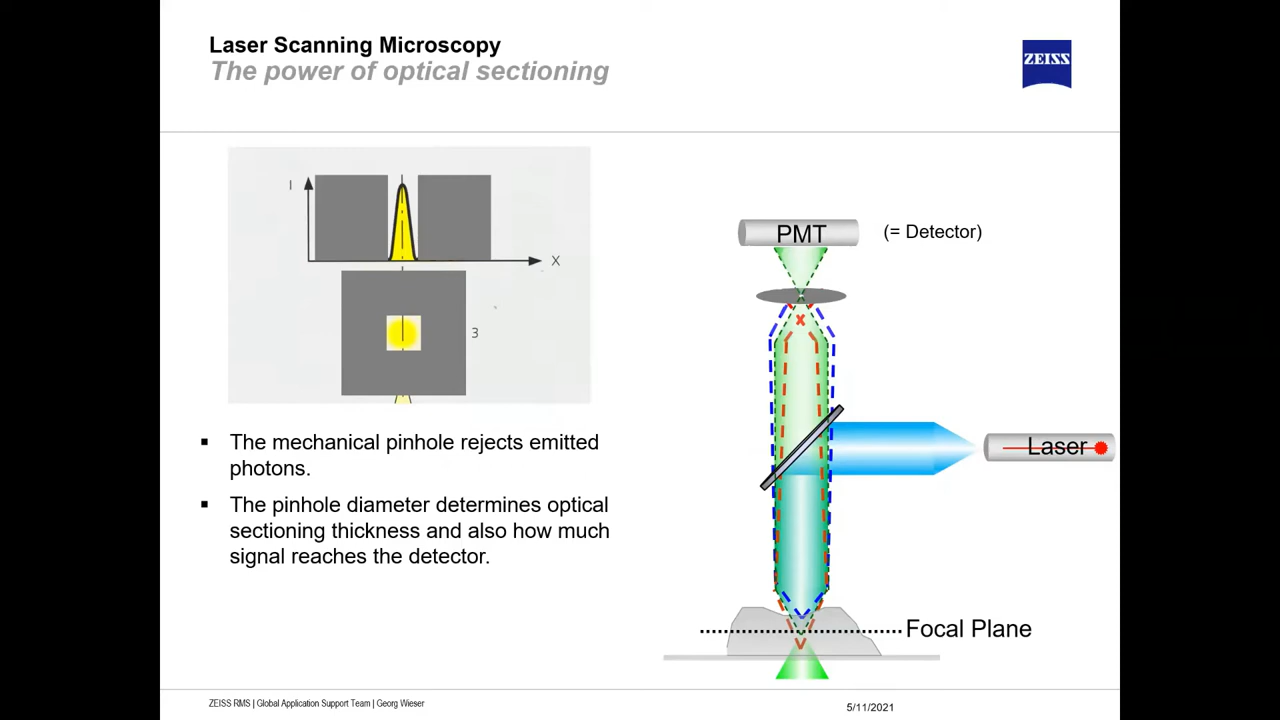 Laser Scanning Microscopy
The power of optical sectioning
ZEISS
I
X
3
PMT
(= Detector)
Laser
Focal Plane
▪ The mechanical pinhole rejects emitted
photons.
▪ The pinhole diameter determines optical
sectioning thickness and also how much
signal reaches the detector.
ZEISS RMS | Global Application Support Team | Georg Wieser
5/11/2021